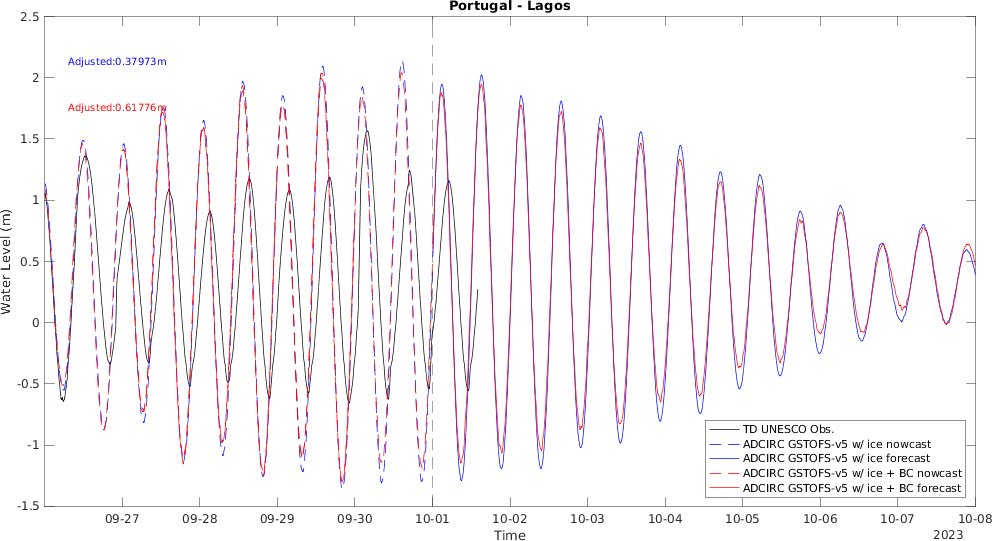 Portugal - Lagos
2.5
2
1.5
1
0.5
0
-0.5
-1
-1.5
Water Level (m)
Adjusted:0.37973m
Adjusted:0.61776m
TD UNESCO Obs.
ADCIRC GSTOFS-v5 w/ ice nowcast
ADCIRC GSTOFS-v5 w/ ice forecast
ADCIRC GSTOFS-v5 w/ ice + BC nowcast
ADCIRC GSTOFS-v5 w/ ice + BC forecast
09-27 09-28 09-29 09-30 10-01 10-02 10-03 10-04 10-05 10-06 10-07 10-08
Time
2023